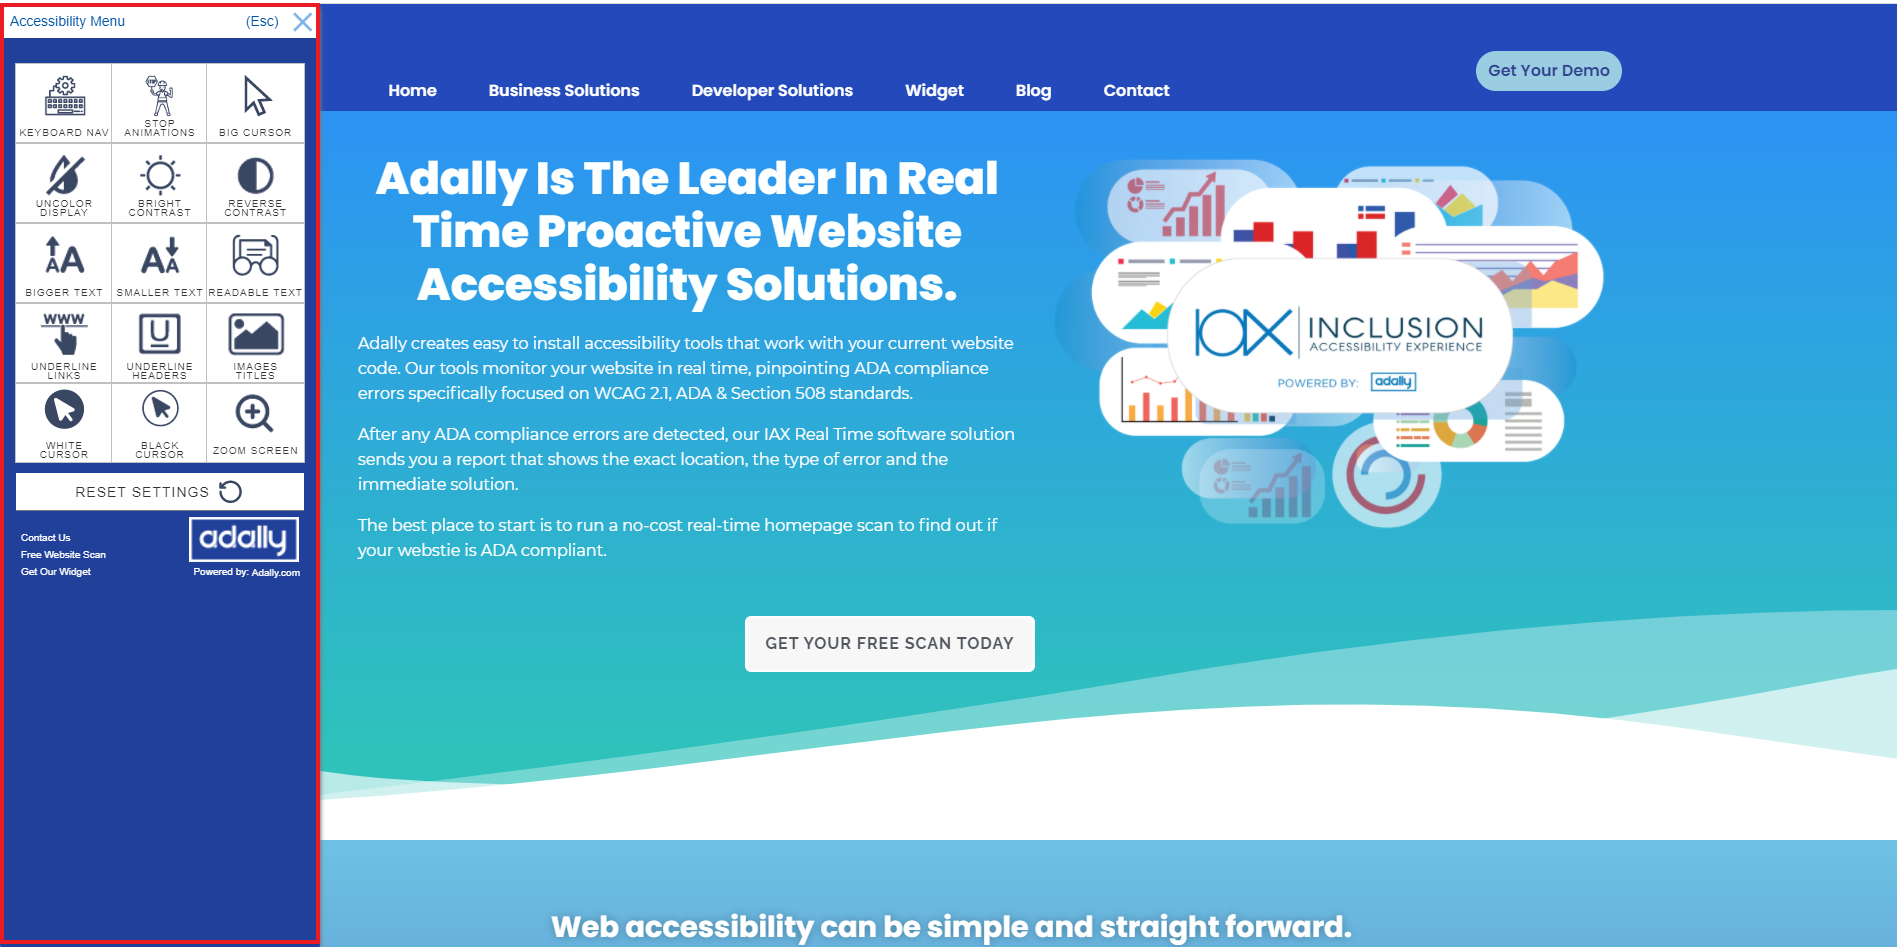 Accessibility Menu (Esc)
KEYBOARD NAV
STOP
ANIMATIONS
BIG CURSOR
UNCOLOR
DISPLAY
BRIGHT
CONTRAST
REVERSE
CONTRAST
BIGGER TEXT
SMALLER TEXT
READABLE TEXT
WWW
UNDERLINE
LINKS
UNDERLINE
HEADERS
IMAGES
TITLES
WHITE
CURSOR
BLACK
CURSOR
ZOOM SCREEN
RESET SETTINGS
Contact Us
Free Website Scan
Get Our Widget
adally
Powered by: Adally.com
Home Business Solutions Developer Solutions Widget Blog Contact
Get Your Demo
Adally Is The Leader In Real
Time Proactive Website
Accessibility Solutions.
Adally creates easy to install accessibility tools that work with your current website
code. Our tools monitor your website in real time, pinpointing ADA compliance
errors specifically focused on WCAG 2.1, ADA & Section 508 standards.
After any ADA compliance errors are detected, our IAX Real Time software solution
sends you a report that shows the exact location, the type of error and the
immediate solution.
The best place to start is to run a no-cost real-time homepage scan to find out if
your webstie is ADA compliant.
GET YOUR FREE SCAN TODAY
IAX INCLUSION
ACCESSIBILITY EXPERIENCE
POWERED BY: adally
Web accessibility can be simple and straight forward.